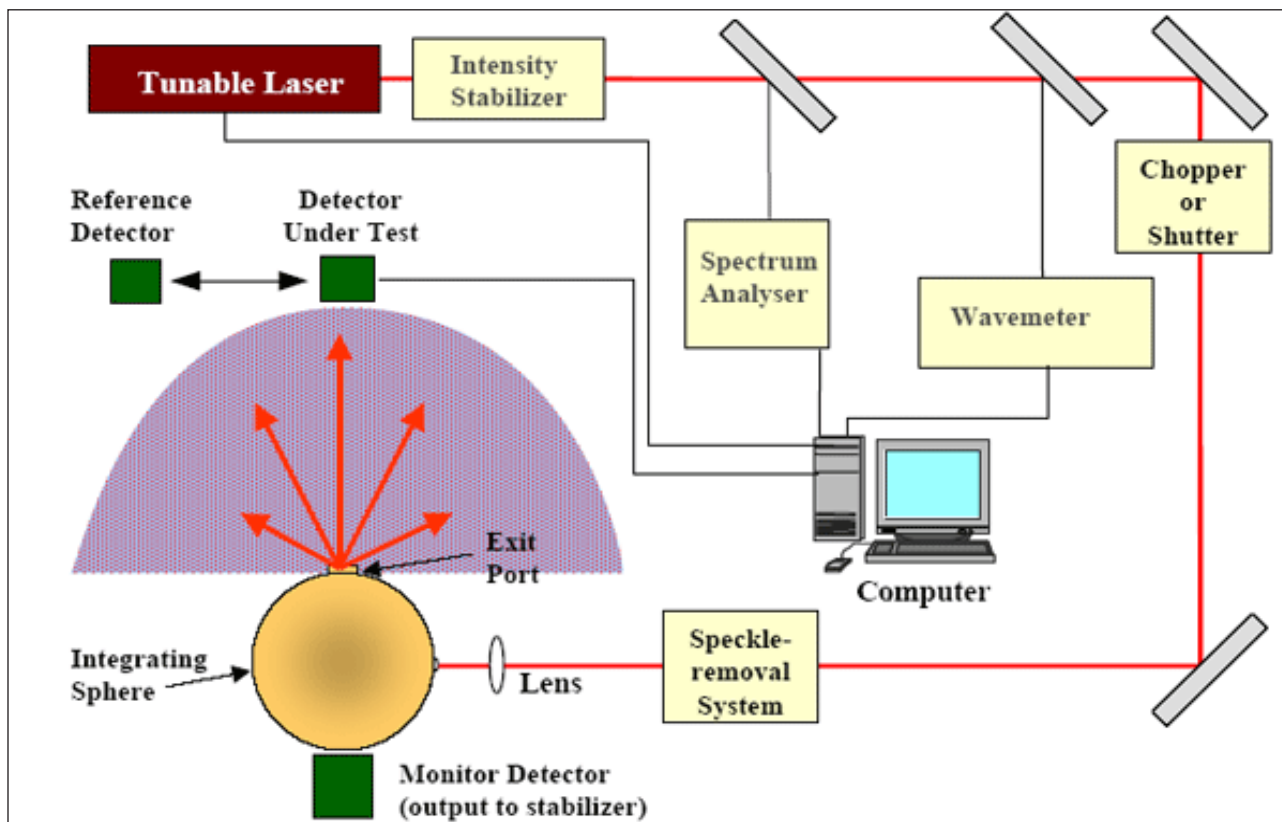 Tunable Laser
Intensity
Stabilizer
Chopper
or
Shutter
Reference
Detector
Detector
Under Test
Spectrum
Analyser
Wavemeter
Exit
Port
Computer
Integrating
Sphere
Lens
Speckle-
removal
System
Monitor Detector
(output to stabilizer)